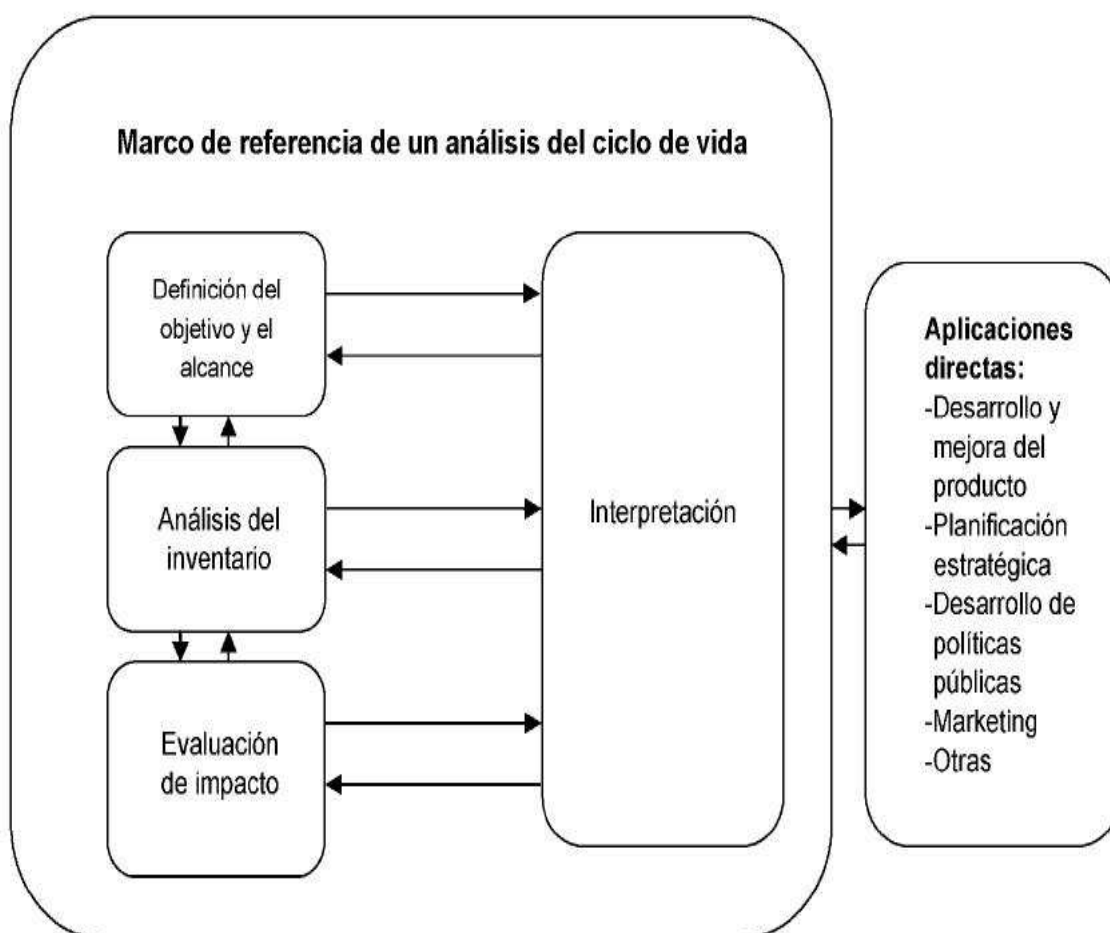 Marco de referencia de un análisis del ciclo de vida
Definición del
objetivo y el
alcance
Análisis del
inventario
Evaluación
de impacto
Interpretación
Aplicaciones
directas:
-Desarrollo y
mejora del
producto
-Planificación
estratégica
-Desarrollo de
políticas
públicas
-Marketing
-Otras